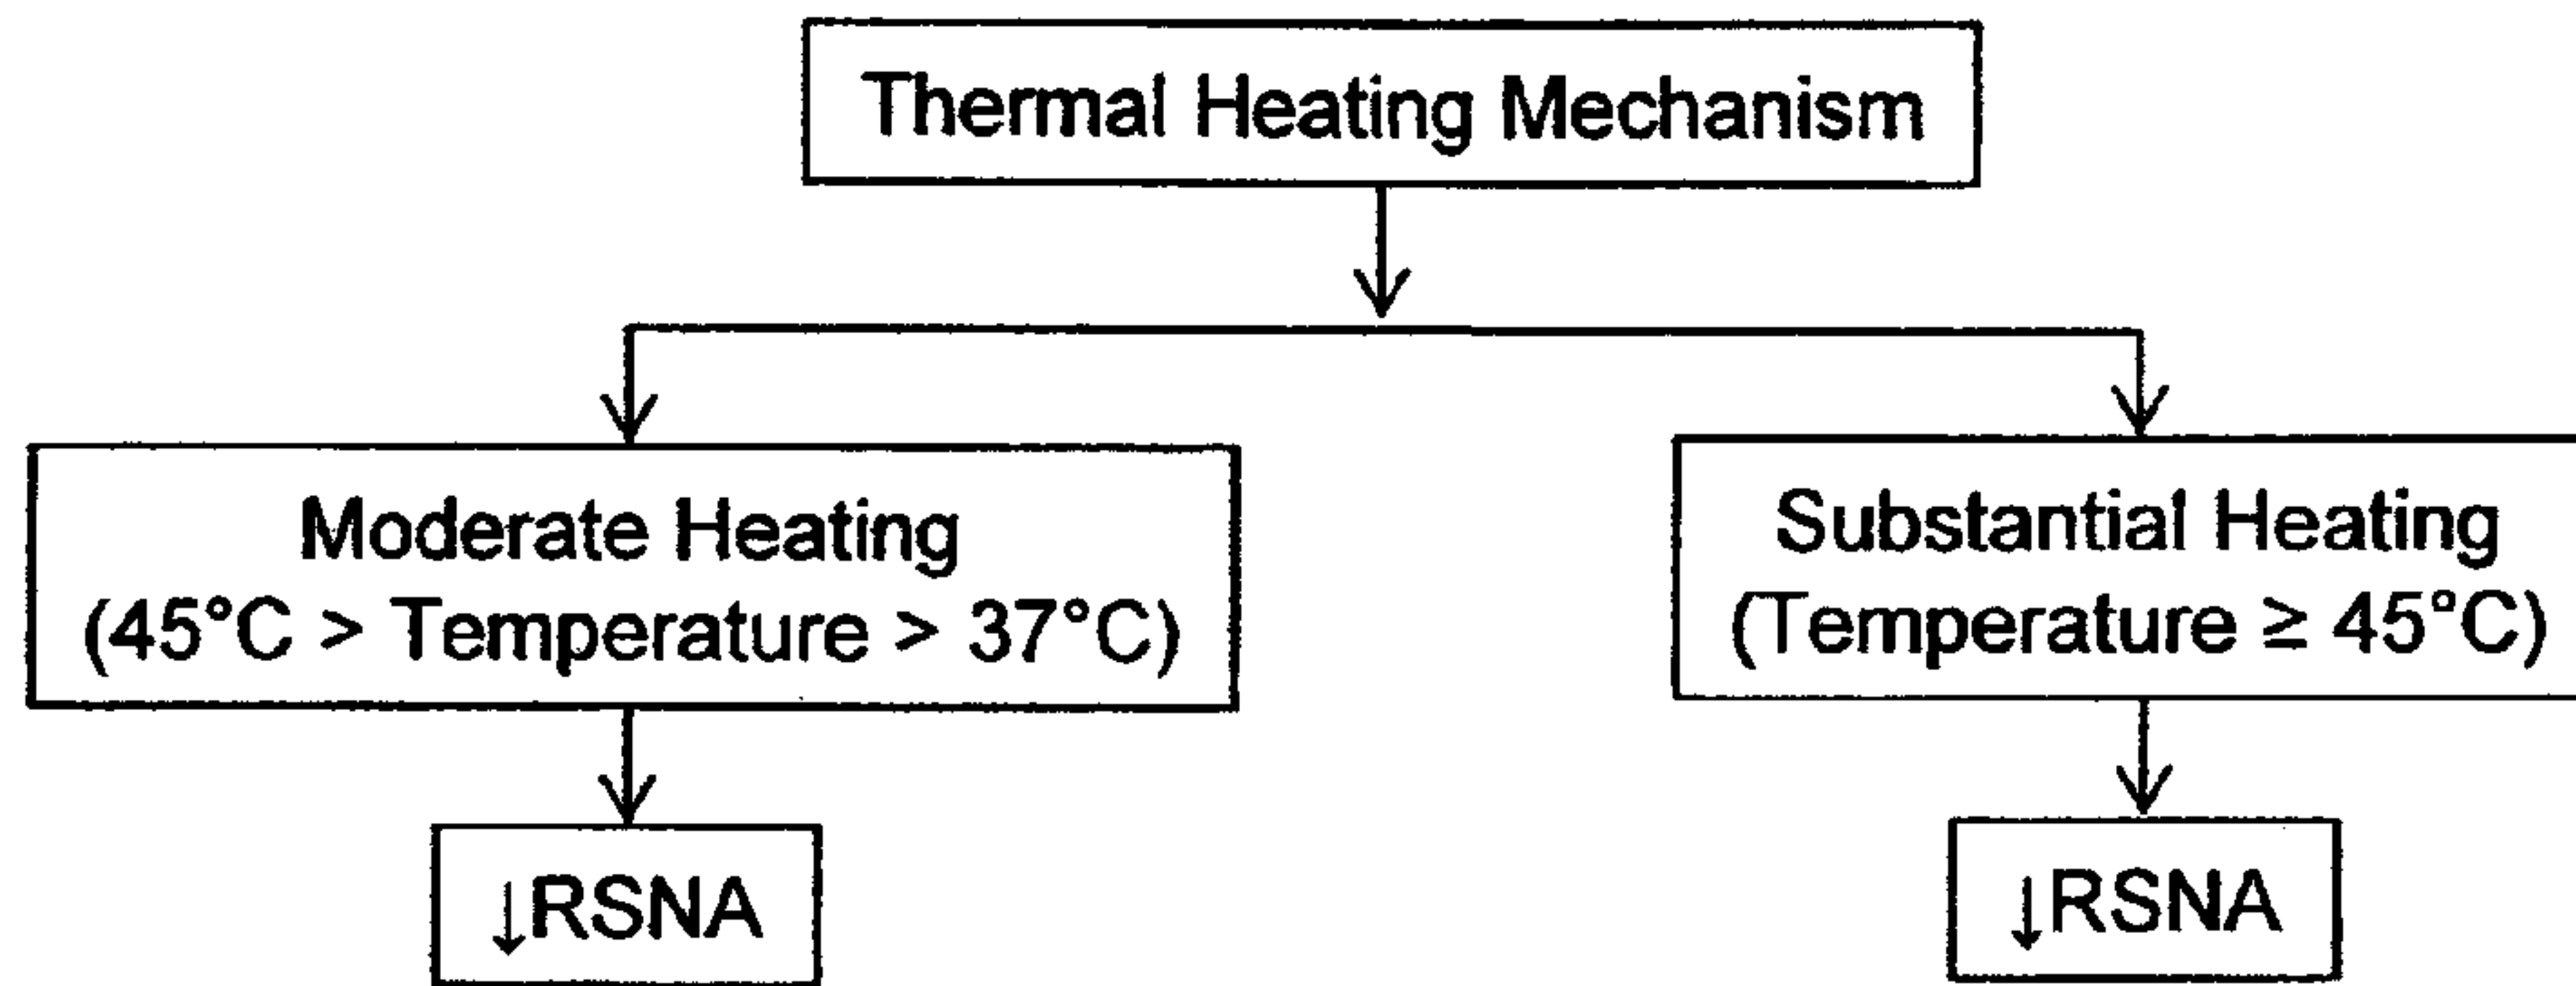 Thermal Heating Mechanism
Moderate Heating
(45°C > Temperature > 37°C)
Substantial Heating
(Temperature ≥ 45°C)
↓RSNA
↓RSNA